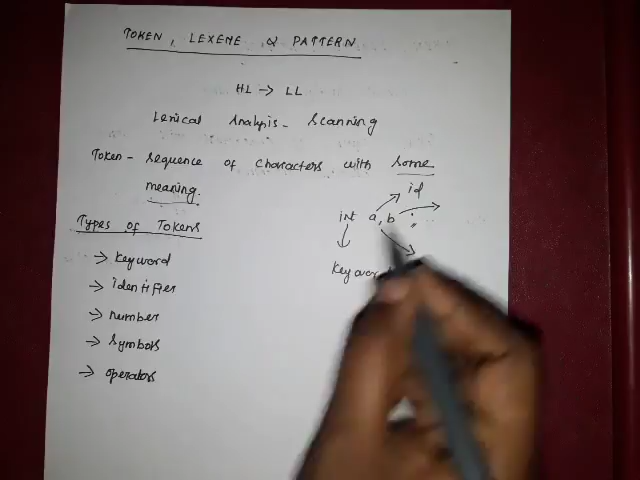 TOKEN, LEXEME & PATTERN
HL → LL
Lexical Analysis - Scanning
Token - Sequence of characters with Some
meaning.
Types of Tokens
→ Keyword
→ Identifier
→ number
→ Symbols
→ operators
id
int a, b ;